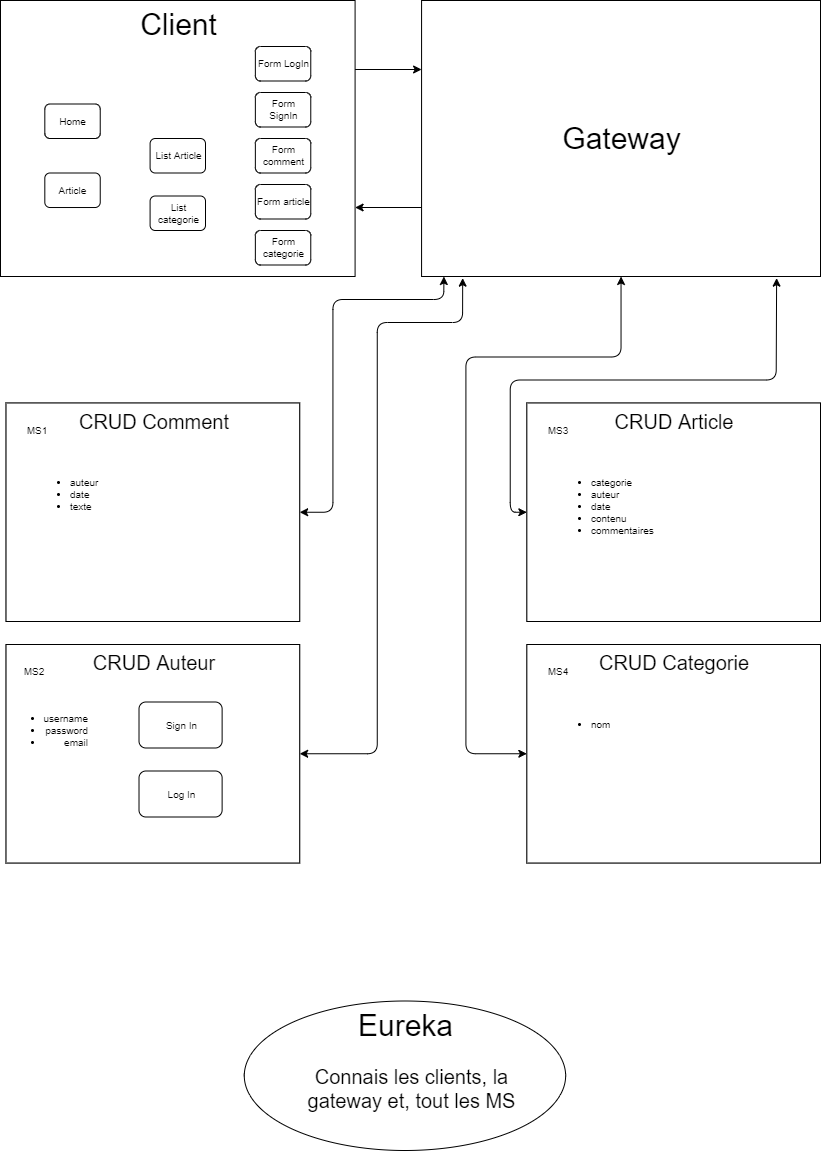 Client
Form LogIn
Form
SignIn
Home
List Article
Form
comment
Article
List
categorie
Form article
Form
categorie
Gateway
MS1
CRUD Comment
auteur
date
texte
MS3
CRUD Article
categorie
auteur
date
contenu
commentaires
MS2
CRUD Auteur
username
password
email
Sign In
Log In
MS4
CRUD Categorie
nom
Eureka
Connais les clients, la
gateway et, tout les MS